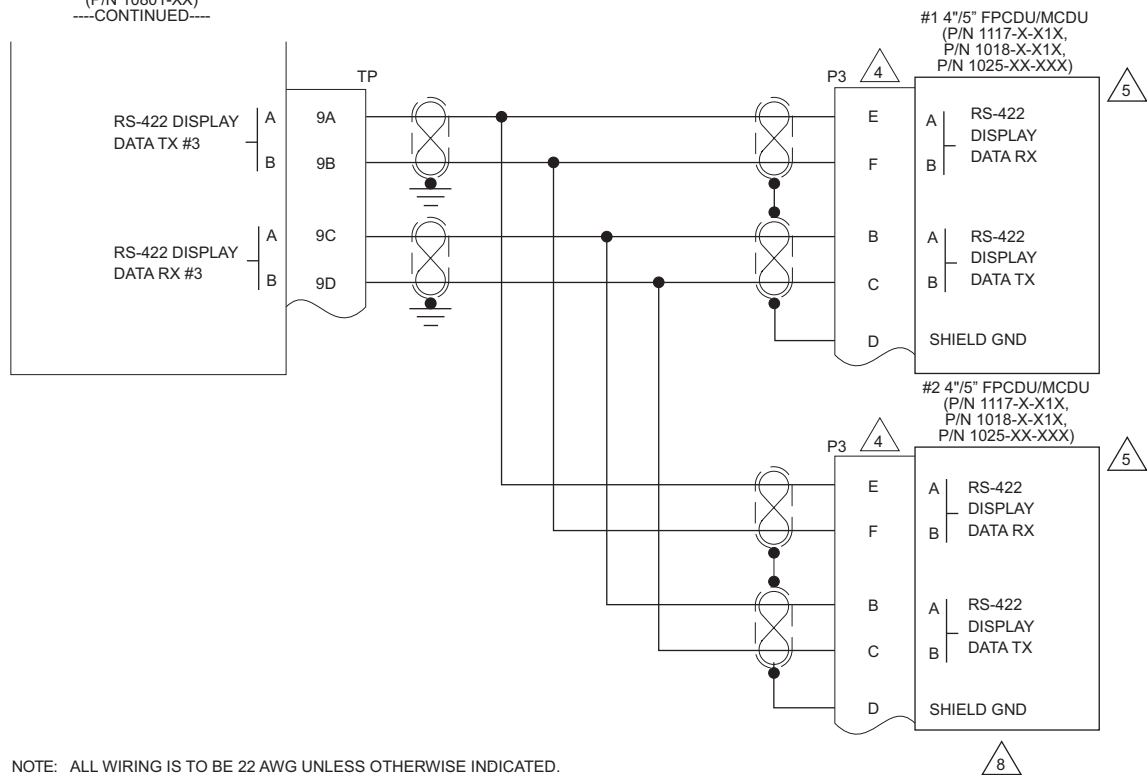 (P/N 10801-XX)
----CONTINUED----
TP
RS-422 DISPLAY
DATA TX #3
A
B
9A
9B
RS-422 DISPLAY
DATA RX #3
A
B
9C
9D
#1 4"/5” FPCDU/MCDU
(P/N 1117-X-X1X,
P/N 1018-X-X1X,
P/N 1025-XX-XXX)
P3
4
5
E
F
A
B
RS-422
DISPLAY
DATA RX
B
C
A
B
RS-422
DISPLAY
DATA TX
D
SHIELD GND
#2 4"/5” FPCDU/MCDU
(P/N 1117-X-X1X,
P/N 1018-X-X1X,
P/N 1025-XX-XXX)
P3
4
5
E
F
A
B
RS-422
DISPLAY
DATA RX
B
C
A
B
RS-422
DISPLAY
DATA TX
D
SHIELD GND
8
NOTE: ALL WIRING IS TO BE 22 AWG UNLESS OTHERWISE INDICATED.